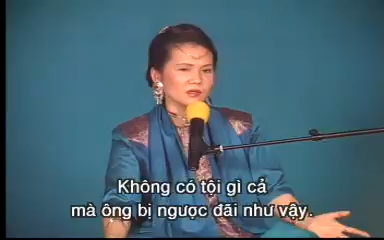 Không có tội gì cả
mà ông bị ngược đãi như vậy.